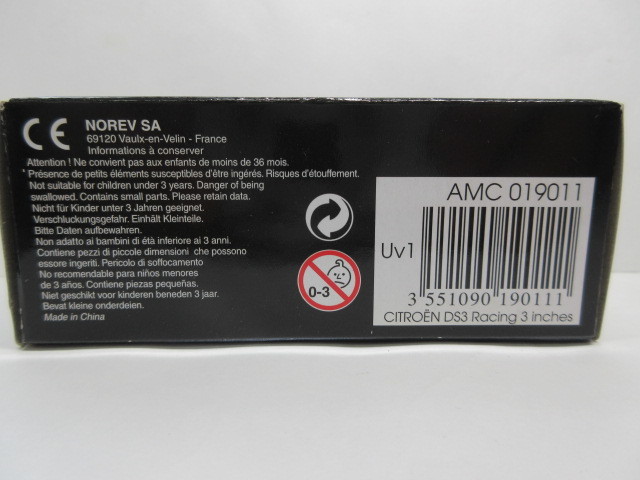 CE
NOREV SA
69120 Vaulx-en-Velin - France
Informations à conserver
Attention ! Ne convient pas aux enfants de moins de 36 mois.
* Présence de petits éléments susceptibles d'être ingérés. Risques d'étouffement.
Not suitable for children under 3 years. Danger of being
swallowed. Contains small parts. Please retain data.
Nicht für Kinder unter 3 Jahren geeignet.
Verschluckungsgefahr. Einhält Kleinteile.
Bitte Daten aufbewahren.
Non adatto ai bambini di étà inferiore ai 3 anni.
Contiene pezzi di piccole dimensioni che possono
essere ingeriti. Pericolo di soffocamento
No recomendable para niños menores
de 3 años. Contiene piezas pequeñas.
Niet geschikt voor kinderen beneden 3 jaar.
Bevat kleine onderdeien.
Made in China
0-3
AMC 019011
Uv1
3 551090 190111
CITROËN DS3 Racing 3 Inches